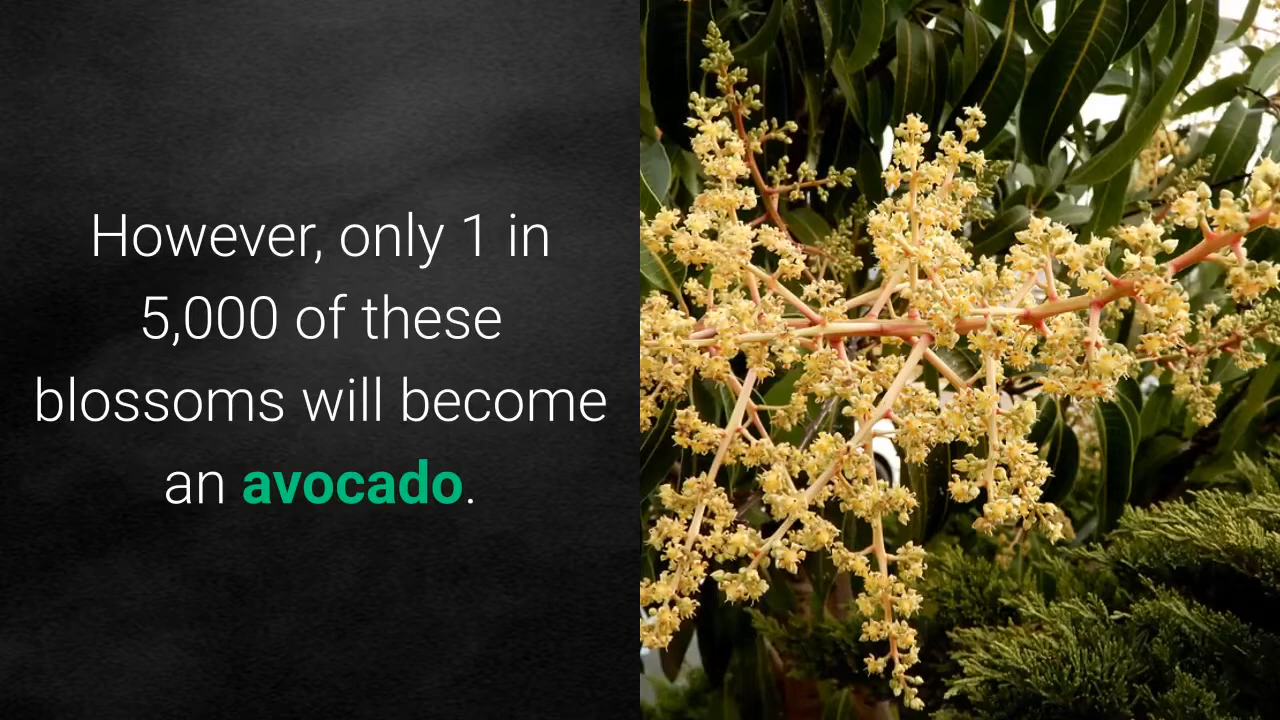 However, only 1 in
5,000 of these
blossoms will become
an avocado.